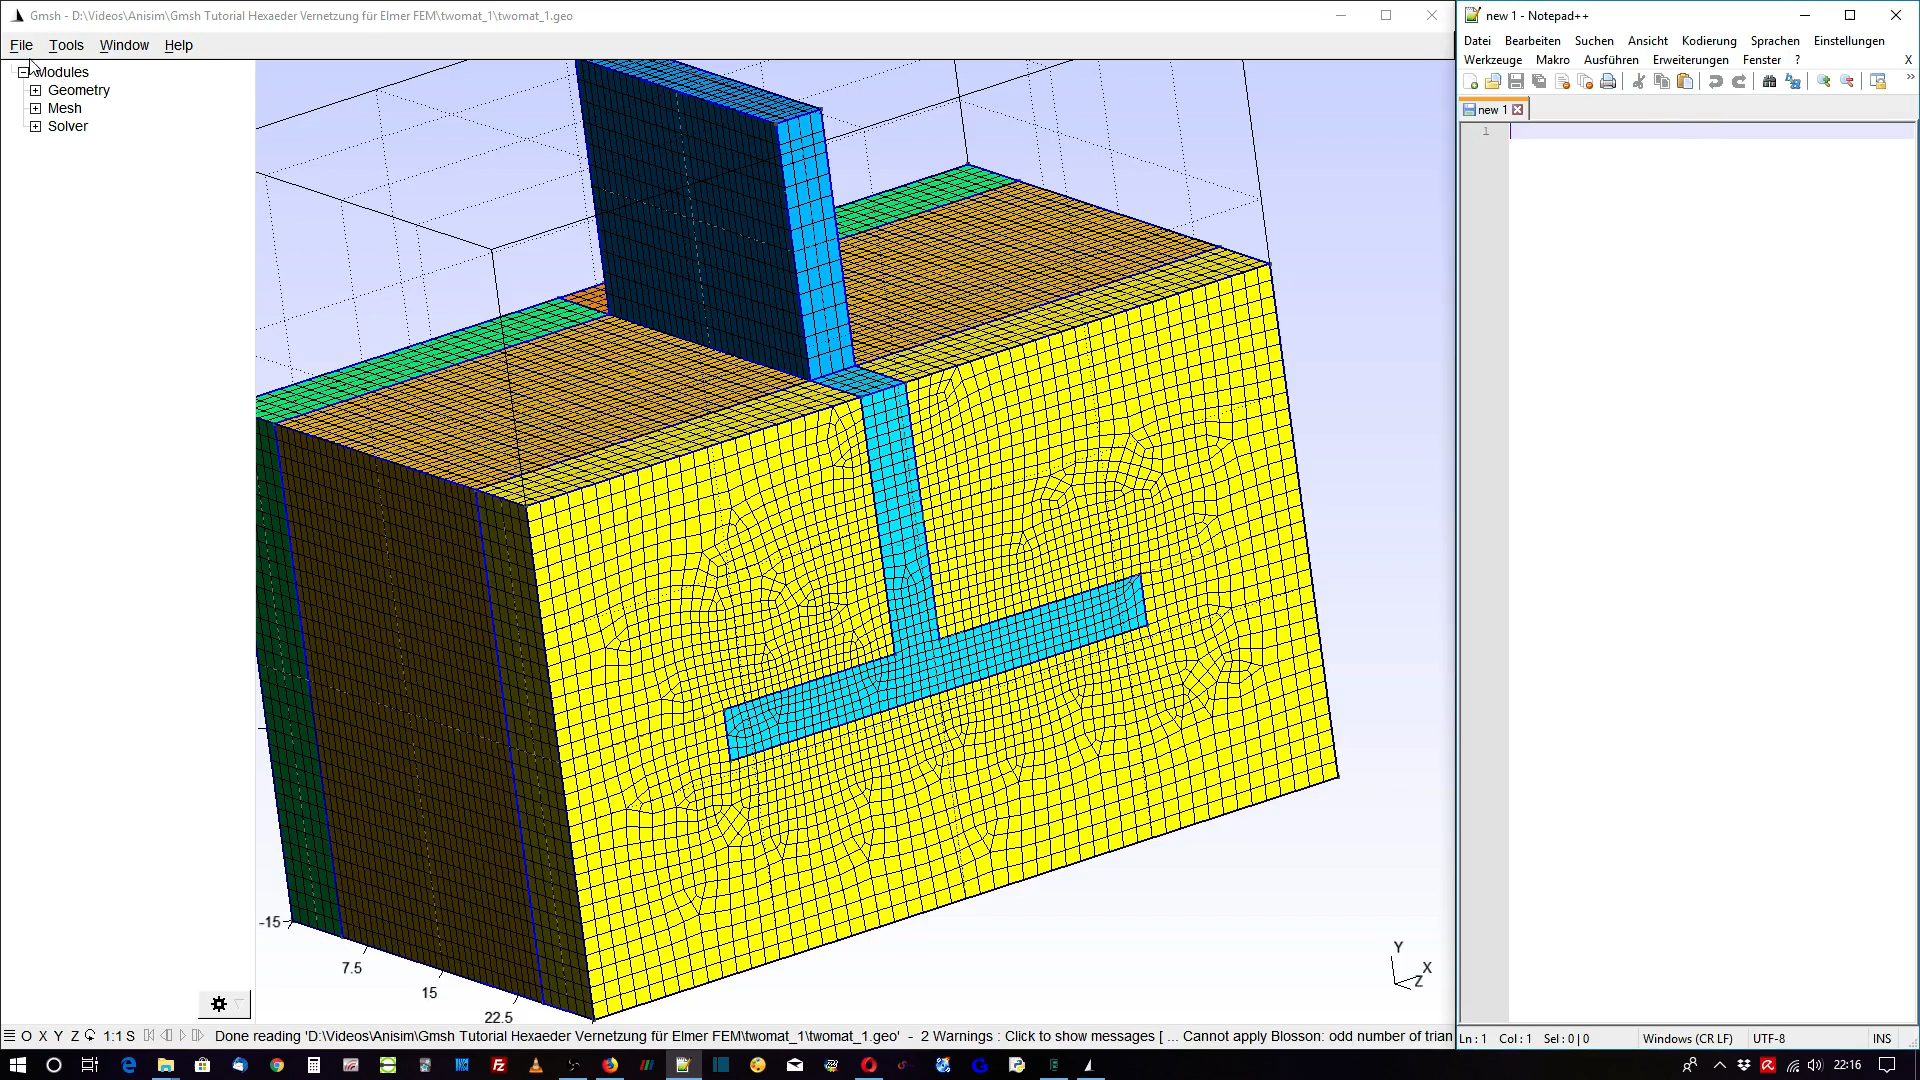 Gmsh - D:\Videos\Anisim\Gmsh Tutorial Hexaeder Vernetzung für Elmer FEM\twomat_1\twomat_1.geo
File Tools Window Help
Modules
Geometry
Mesh
Solver
-15
7.5
15
22.5
Y
X
Z
O X Y Z 1:1 S Done reading 'D:\Videos\Anisim\Gmsh Tutorial Hexaeder Vernetzung für Elmer FEM\twomat_1\twomat_1.geo' - 2 Warnings : Click to show messages [ ... Cannot apply Blosson: odd number of trian
new 1 - Notepad++
Datei Bearbeiten Suchen Ansicht Kodierung Sprachen Einstellungen
Werkzeuge Makro Ausführen Erweiterungen Fenster ? X
new 1
1
Ln : 1 Col : 1 Sel : 0 | 0 Windows (CR LF) UTF-8 INS
22:16